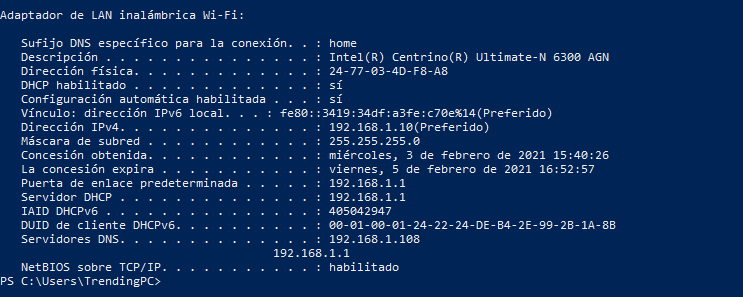 Adaptador de LAN inalámbrica Wi-Fi:
Sufijo DNS específico para la conexión. . : home
Descripción . . . . . . . . . . . . . . . : Intel(R) Centrino(R) Ultimate-N 6300 AGN
Dirección física. . . . . . . . . . . . . : 24-77-03-4D-F8-A8
DHCP habilitado . . . . . . . . . . . . . : sí
Configuración automática habilitada . . . : sí
Vínculo: dirección IPv6 local. . . : fe80::3419:34df:a3fe:c70e%14(Preferido)
Dirección IPv4. . . . . . . . . . . . . . : 192.168.1.10(Preferido)
Máscara de subred . . . . . . . . . . . . : 255.255.255.0
Concesión obtenida. . . . . . . . . . . . : miércoles, 3 de febrero de 2021 15:40:26
La concesión expira . . . . . . . . . . . : viernes, 5 de febrero de 2021 16:52:57
Puerta de enlace predeterminada . . . . . : 192.168.1.1
Servidor DHCP . . . . . . . . . . . . . . : 192.168.1.1
IAID DHCPv6 . . . . . . . . . . . . . . . : 405042947
DUID de cliente DHCPv6. . . . . . . . . . : 00-01-00-01-24-22-24-DE-B4-2E-99-2B-1A-8B
Servidores DNS. . . . . . . . . . . . . . : 192.168.1.108
192.168.1.1
NetBIOS sobre TCP/IP. . . . . . . . . . . : habilitado
PS C:\Users\TrendingPC>